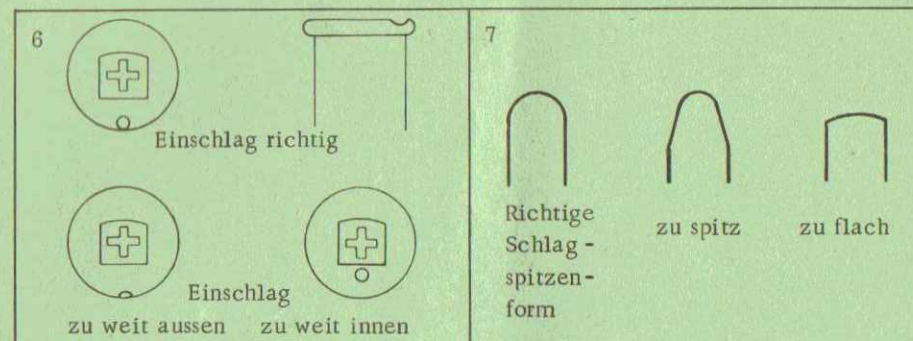 6
Einschlag richtig
Einschlag
zu weit aussen zu weit innen
7
Richtige
Schlag-
spitzen-
form
zu spitz
zu flach